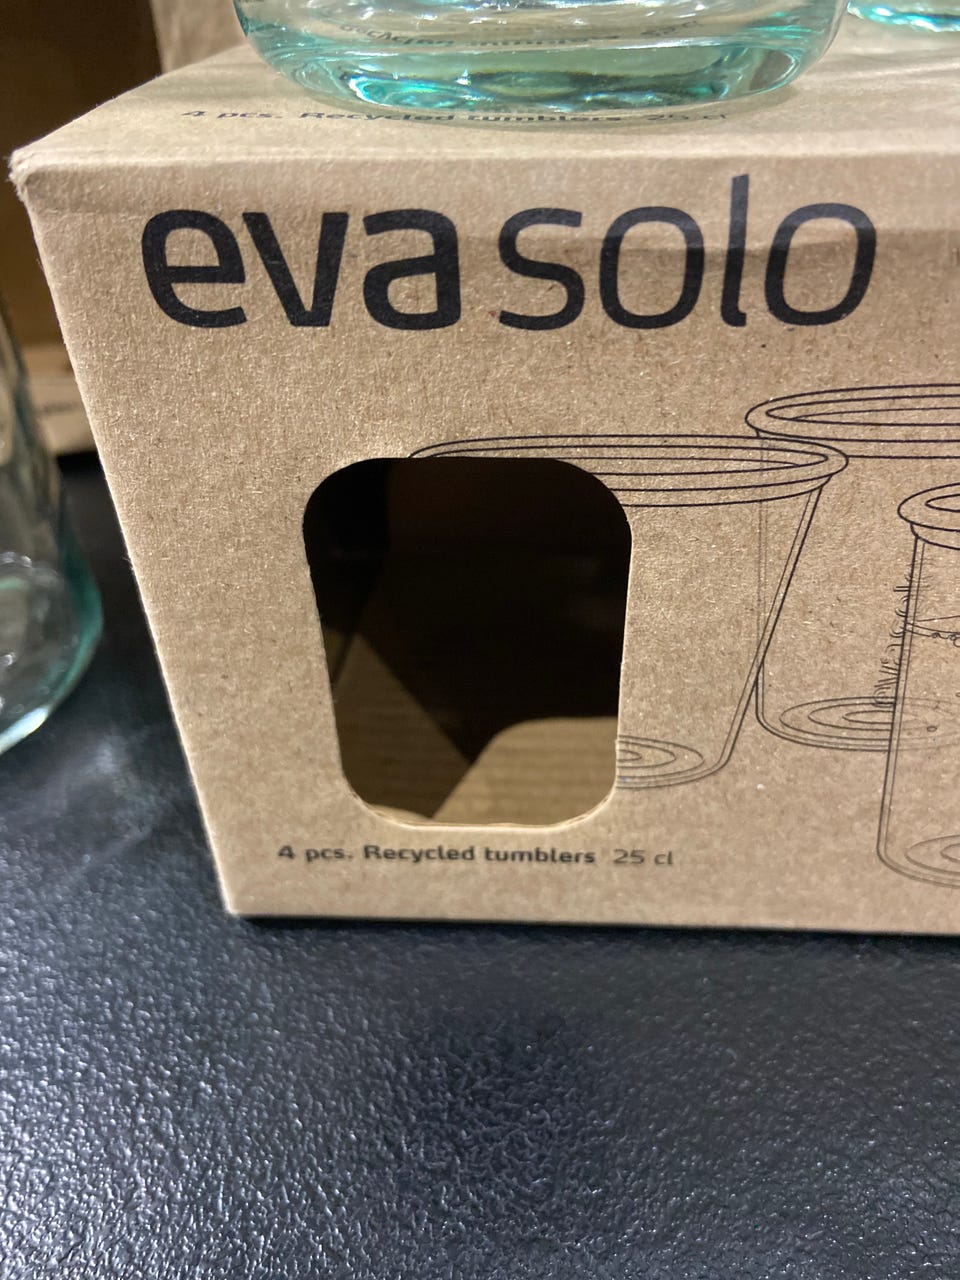 4 pcs. Recycled tumblers 25 cl
eva solo
4 pcs. Recycled tumblers 25 cl